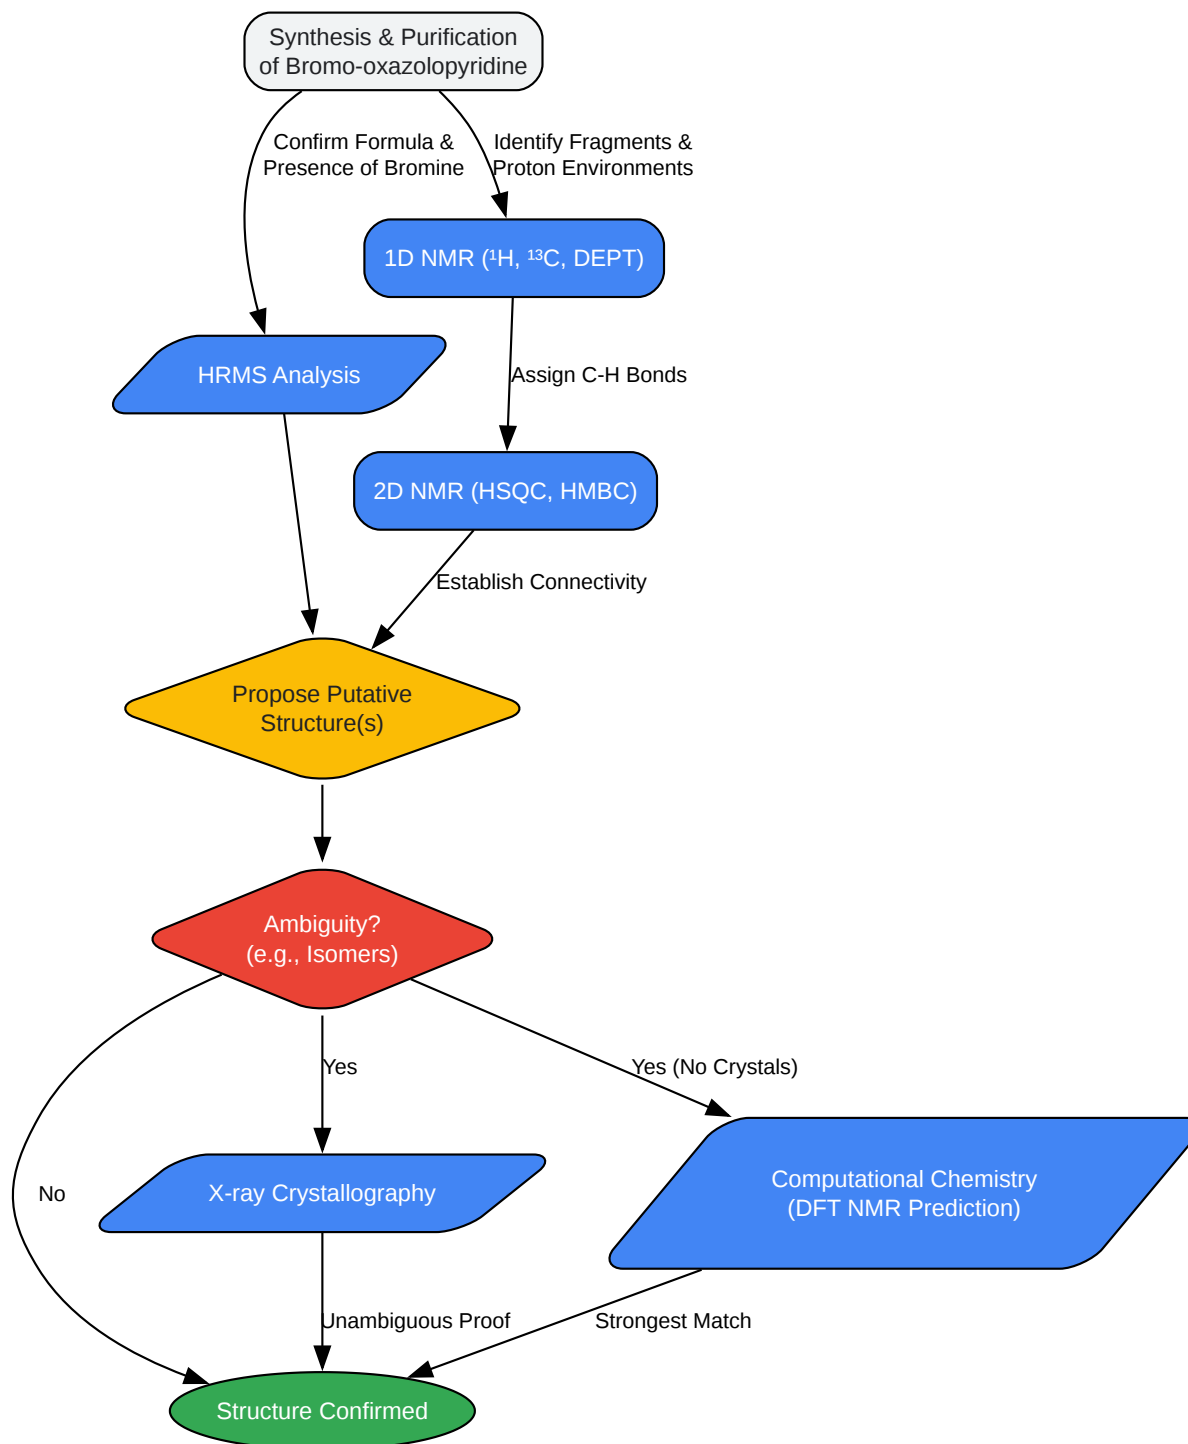 Synthesis & Purification
of Bromo-oxazolopyridine
Confirm Formula &
Presence of Bromine
Identify Fragments &
Proton Environments
1D NMR (¹H, ¹³C, DEPT)
HRMS Analysis
Assign C-H Bonds
2D NMR (HSQC, HMBC)
Establish Connectivity
Propose Putative
Structure(s)
Ambiguity?
(e.g., Isomers)
Yes
Yes (No Crystals)
No
X-ray Crystallography
Computational Chemistry
(DFT NMR Prediction)
Unambiguous Proof
Strongest Match
Structure Confirmed